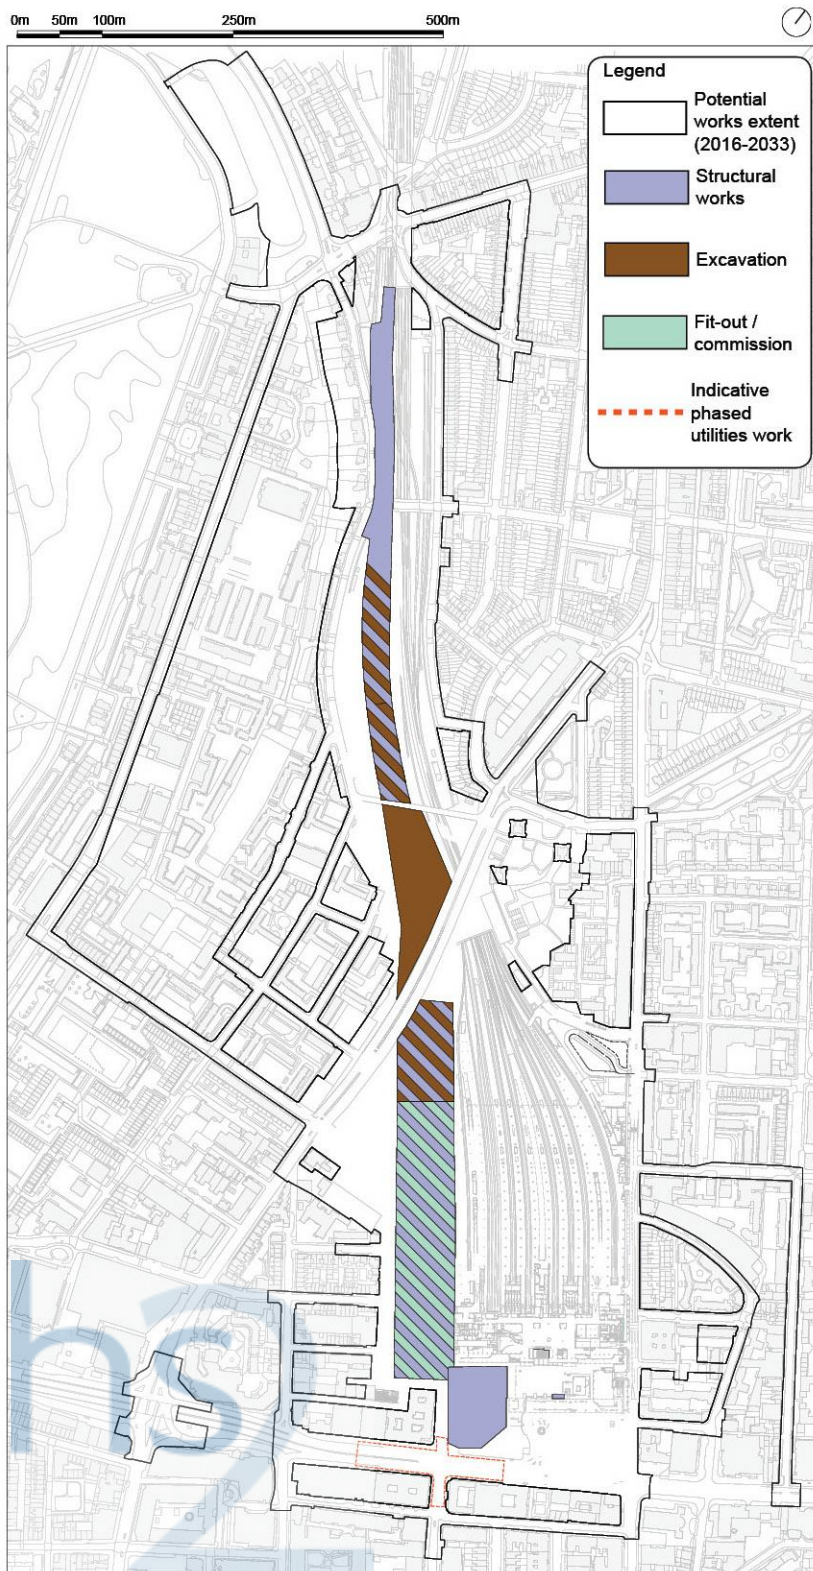 0m 50m 100m 250m 500m
Legend
Potential
works extent
(2016-2033)
Structural
works
Excavation
Fit-out /
commission
Indicative
phased
utilities work
hs2